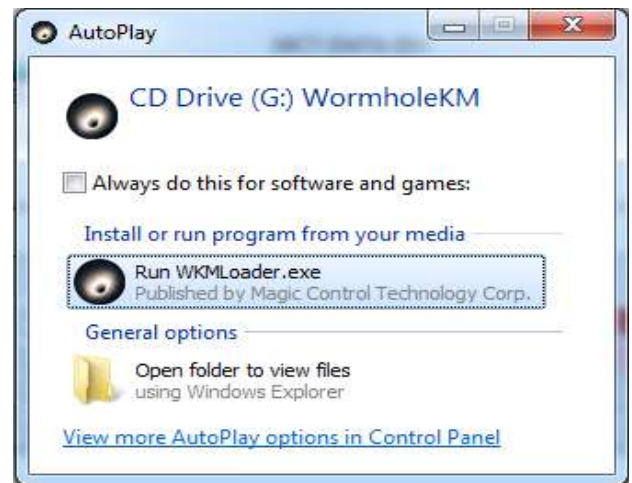 AutoPlay
CD Drive (G:) WormholeKM
Always do this for software and games:
Install or run program from your media
Run WKMLoader.exe
Published by Magic Control Technology Corp.
General options
Open folder to view files
using Windows Explorer
View more AutoPlay options in Control Panel